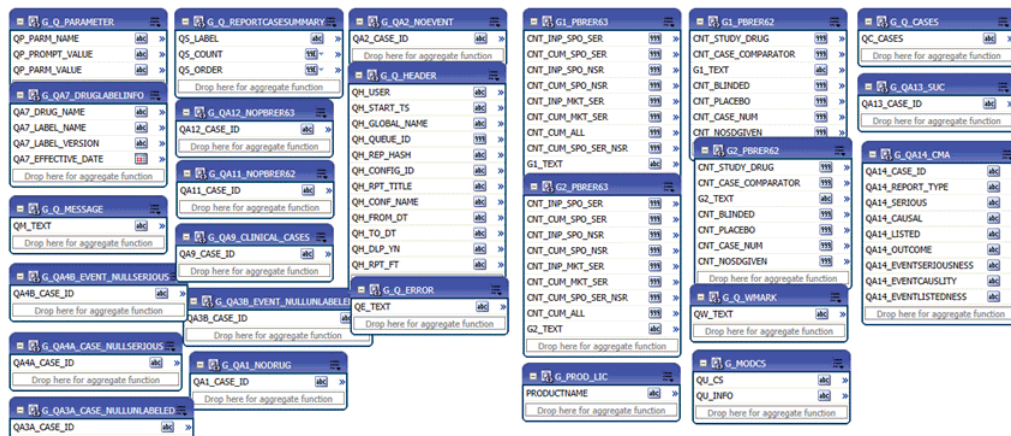 G_Q_PARAMETER
QP_PARM_NAME
QP_PROMPT_VALUE
QP_PARM_VALUE
G_QA7_DRUGLABELINFO
QA7_DRUG_NAME
QA7_LABEL_NAME
QA7_LABEL_VERSION
QA7_EFFECTIVE_DATE
Drop here for aggregate function
G_Q_MESSAGE
QM_TEXT
Drop here for aggregate function
G_QA4B_EVENT_NULLSERIOUS
QA4B_CASE_ID
G_QA4A_CASE_NULLSERIOUS
QA4A_CASE_ID
Drop here for aggregate function
G_QA3A_CASE_NULLUNLABELED
QA3A_CASE_ID
G_Q_REPORTCASESUMMARY
QS_LABEL
QS_COUNT
QS_ORDER
Drop here for aggregate function
G_QA12_NOPBRER63
QA12_CASE_ID
Drop here for aggregate function
G_QA11_NOPBRER62
QA11_CASE_ID
Drop here for aggregate function
G_QA9_CLINICAL_CASES
QA9_CASE_ID
Drop here for aggregate function
G_QA3B_EVENT_NULLUNLABELE
QA3B_CASE_ID
Drop here for aggregate function
G_QA1_NODRUG
QA1_CASE_ID
Drop here for aggregate function
G_QA2_NOEVENT
QA2_CASE_ID
Drop here for aggregate function
G_Q_HEADER
QH_USER
QH_START_TS
QH_GLOBAL_NAME
QH_QUEUE_ID
QH_REP_HASH
QH_CONFIG_ID
QH_RPT_TITLE
QH_CONF_NAME
QH_FROM_DT
QH_TO_DT
QH_DLP_YN
QH_RPT_FT
G_Q_ERROR
QE_TEXT
Drop here for aggregate function
G1_PBRER63
CNT_INP_SPO_SER
CNT_CUM_SPO_SER
CNT_INP_SPO_NSR
CNT_CUM_SPO_NSR
CNT_INP_MKT_SER
CNT_CUM_MKT_SER
CNT_CUM_ALL
CNT_CUM_SPO_SER_NSR
G1_TEXT
G2_PBRER63
CNT_INP_SPO_SER
CNT_CUM_SPO_SER
CNT_INP_SPO_NSR
CNT_CUM_SPO_NSR
CNT_INP_MKT_SER
CNT_CUM_MKT_SER
CNT_CUM_SPO_SER_NSR
CNT_CUM_ALL
G2_TEXT
Drop here for aggregate function
G_PROD_LIC
PRODUCTNAME
Drop here for aggregate function
G1_PBRER62
CNT_STUDY_DRUG
CNT_CASE_COMPARATOR
G1_TEXT
CNT_BLINDED
CNT_PLACEBO
CNT_CASE_NUM
CNT_NOSDGIVEN
G2_PBRER62
CNT_STUDY_DRUG
CNT_CASE_COMPARATOR
G2_TEXT
CNT_BLINDED
CNT_PLACEBO
CNT_CASE_NUM
CNT_NOSDGIVEN
Drop here for aggregate function
G_Q_WMARK
QW_TEXT
Drop here for aggregate function
G_MODCS
QU_CS
QU_INFO
Drop here for aggregate function
G_Q_CASES
QC_CASES
Drop here for aggregate function
G_QA13_SUC
QA13_CASE_ID
Drop here for aggregate function
G_QA14_CMA
QA14_CASE_ID
QA14_REPORT_TYPE
QA14_SERIOUS
QA14_CAUSAL
QA14_LISTED
QA14_OUTCOME
QA14_EVENTSERIOUSNESS
QA14_EVENTCAUSLITY
QA14_EVENTLISTEDNESS
Drop here for aggregate function